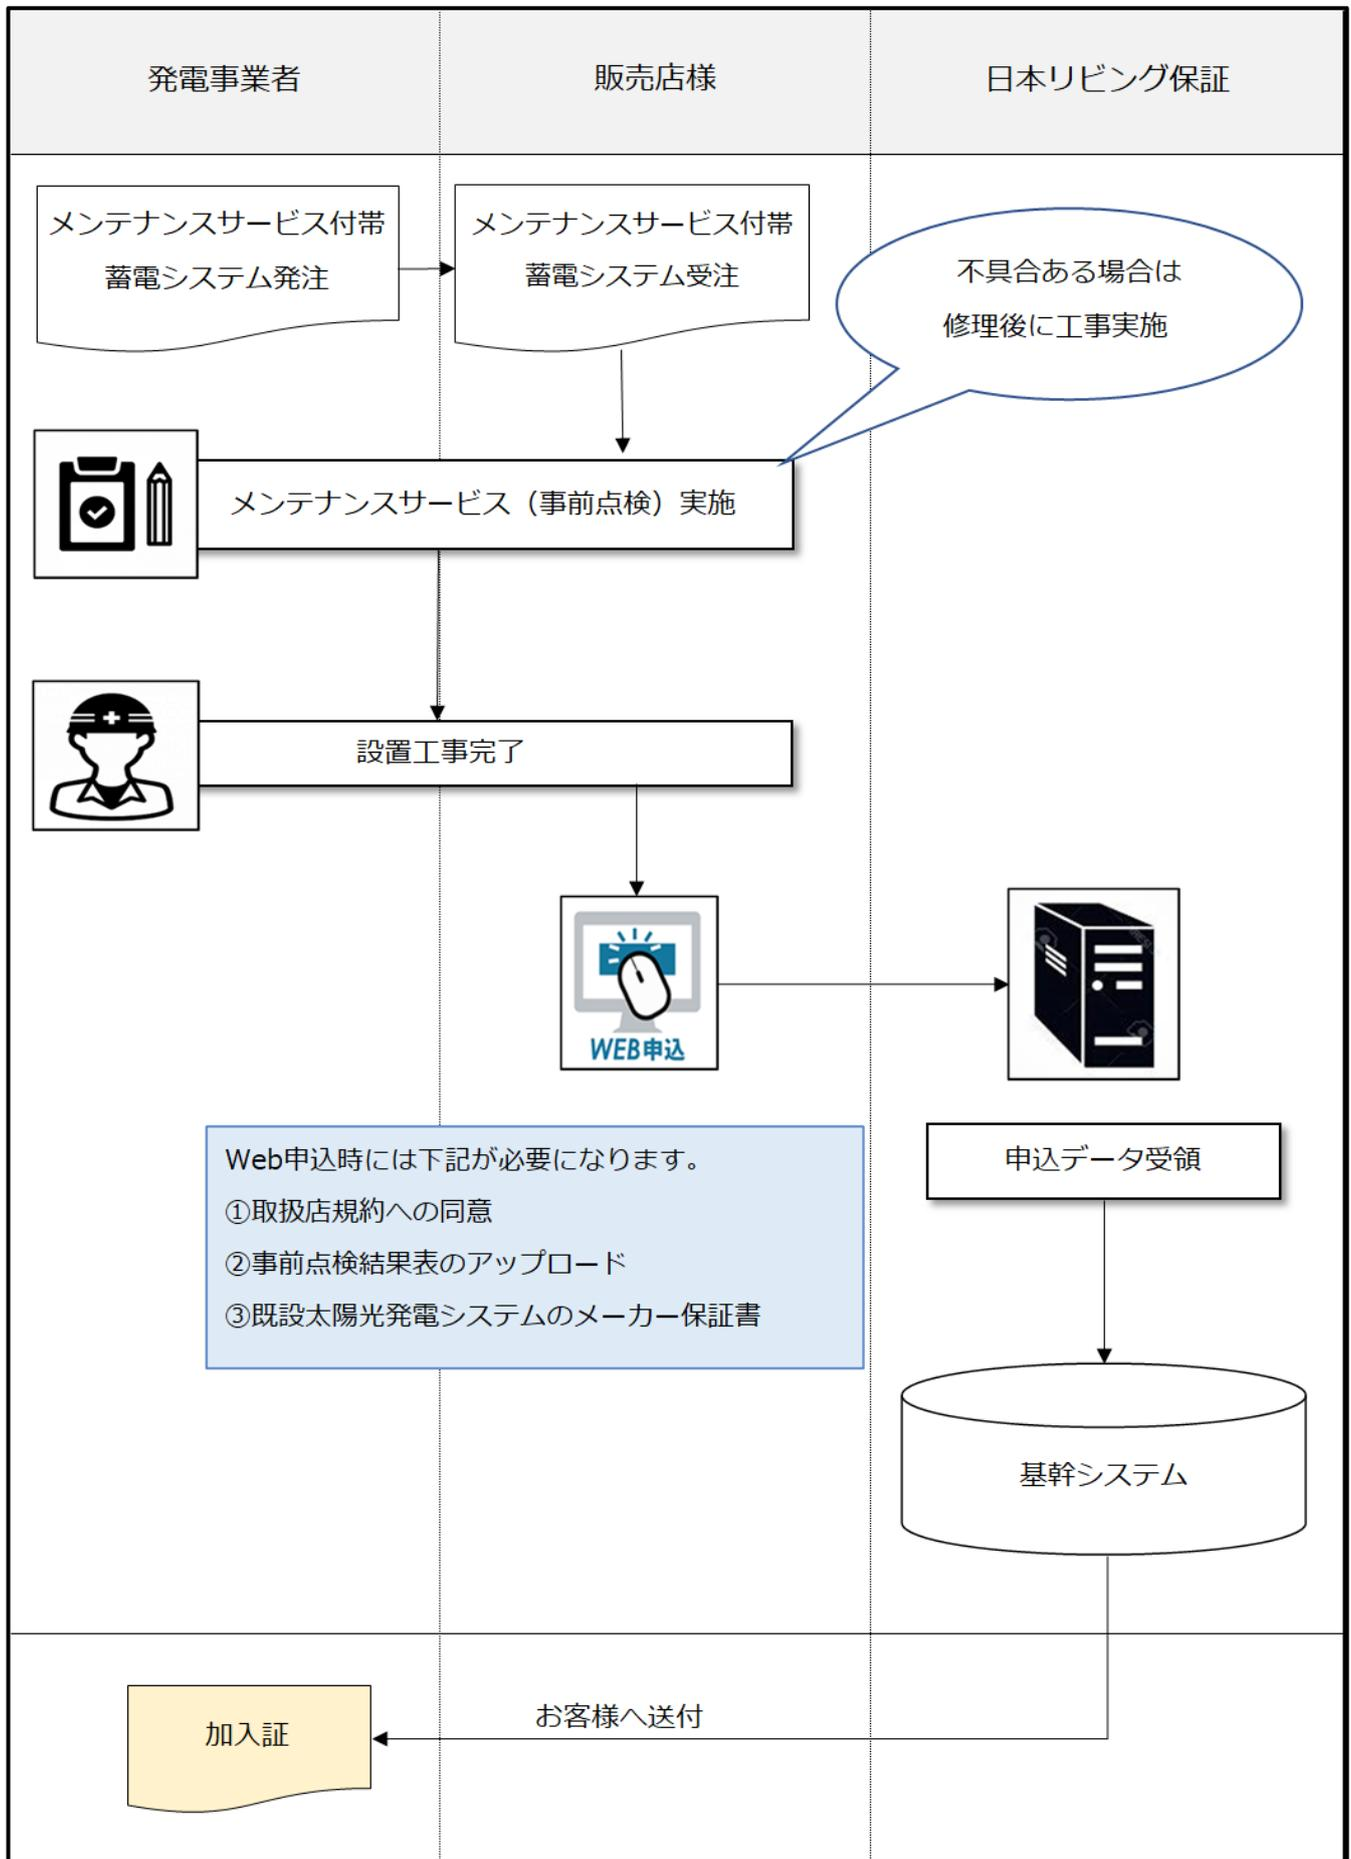 発電事業者
販売店様
日本リビング保証
メンテナンスサービス付帯
蓄電システム発注
メンテナンスサービス付帯
蓄電システム受注
不具合ある場合は
修理後に工事実施
メンテナンスサービス（事前点検）実施
設置工事完了
WEB申込
Web申込時には下記が必要になります。
①取扱店規約への同意
②事前点検結果表のアップロード
③既設太陽光発電システムのメーカー保証書
申込データ受領
基幹システム
お客様へ送付
加入証